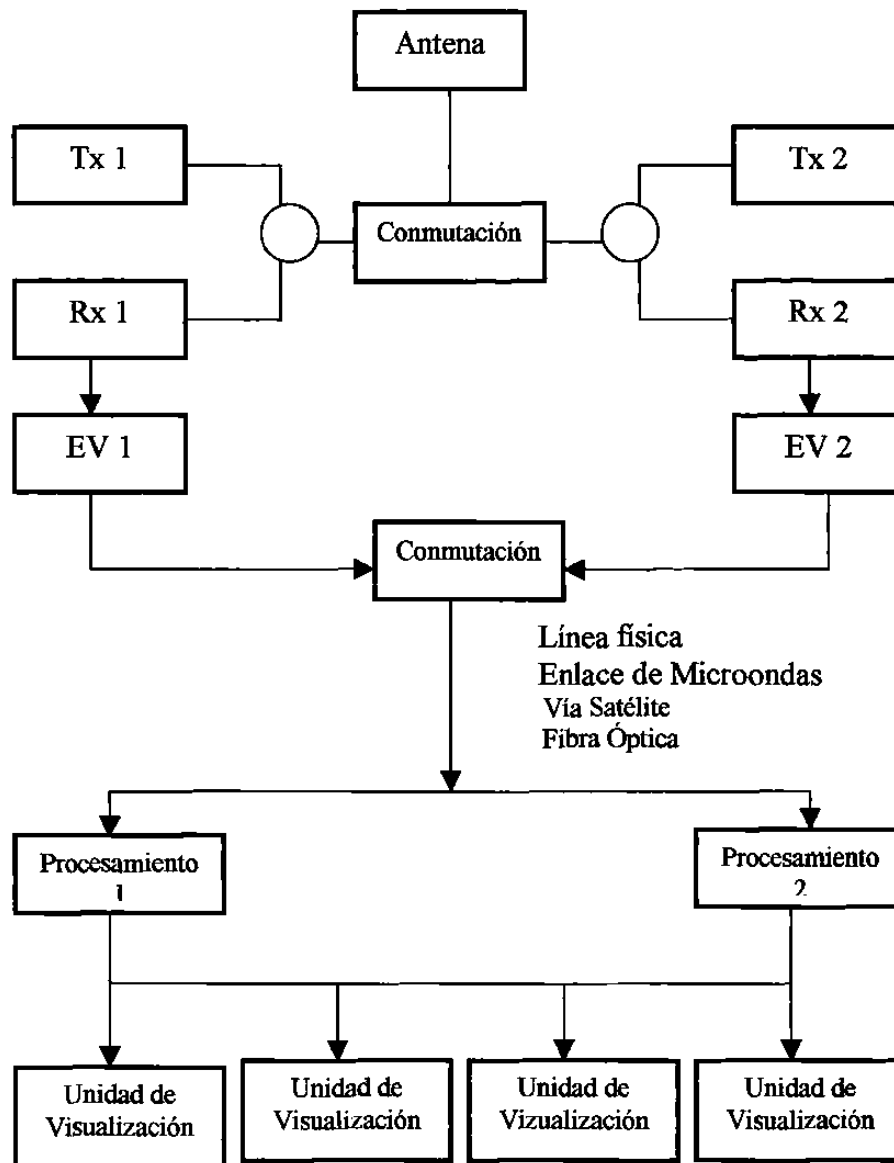 Antena
Tx 1
Tx 2
Conmutación
Rx 1
Rx 2
EV 1
EV 2
Conmutación
Línea física
Enlace de Microondas
Vía Satélite
Fibra Óptica
Procesamiento
1
Procesamiento
2
Unidad de
Visualización
Unidad de
Visualización
Unidad de
Vizualización
Unidad de
Visualización